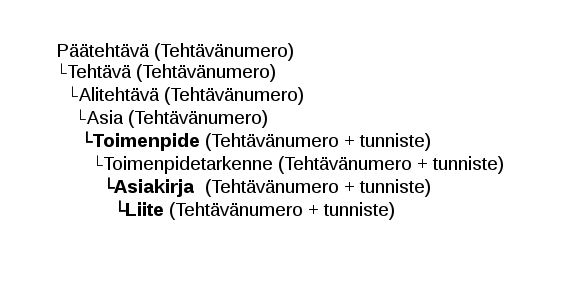 Päätehtävä (Tehtävänumero)
└Tehtävä (Tehtävänumero)
└Alitehtävä (Tehtävänumero)
└Asia (Tehtävänumero)
└Toimenpide (Tehtävänumero + tunniste)
└Toimenpidetarkenne (Tehtävänumero + tunniste)
└Asiakirja (Tehtävänumero + tunniste)
└Liite (Tehtävänumero + tunniste)